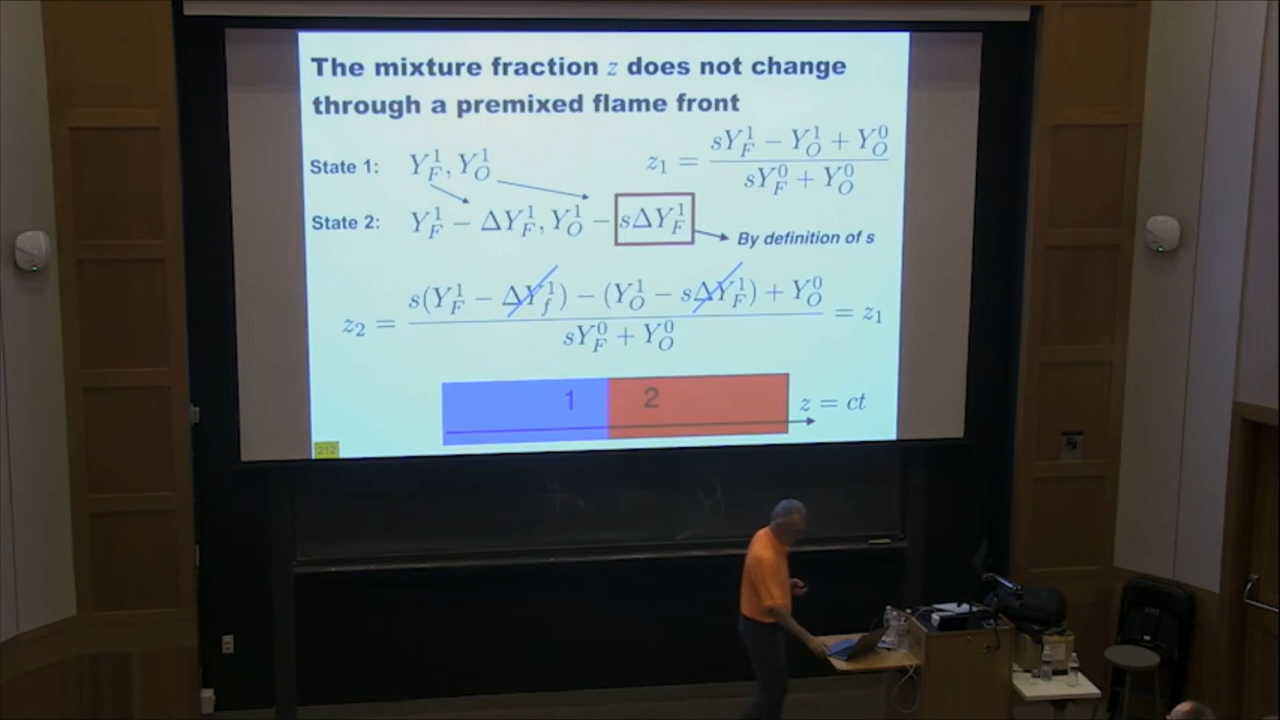 The mixture fraction z does not change
through a premixed flame front
State 1: Y_F^1, Y_O^1
z_1 = \frac{sY_F^1 - Y_O^1 + Y_O^0}{sY_F^0 + Y_O^0}
State 2: Y_F^1 - ΔY_F^1, Y_O^1 - sΔY_F^1
By definition of s
z_2 = \frac{s(Y_F^1 - ΔY_f^1) - (Y_O^1 - sΔY_F^1) + Y_O^0}{sY_F^0 + Y_O^0} = z_1
1 2 z = ct
212